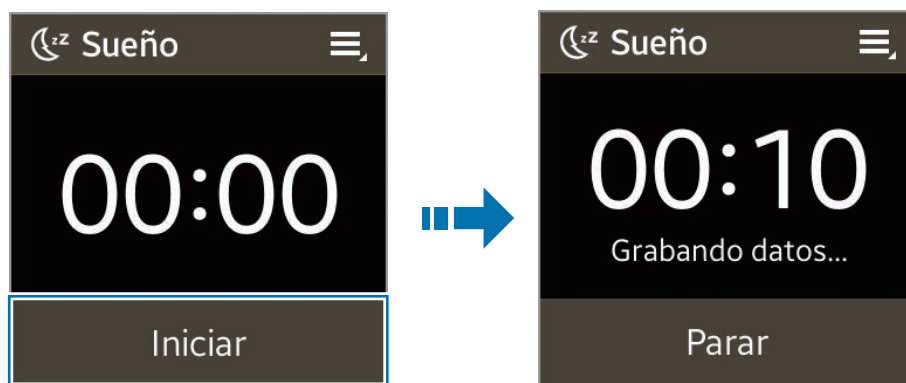 Sueño
00:00
Iniciar
Sueño
00:10
Grabando datos...
Parar